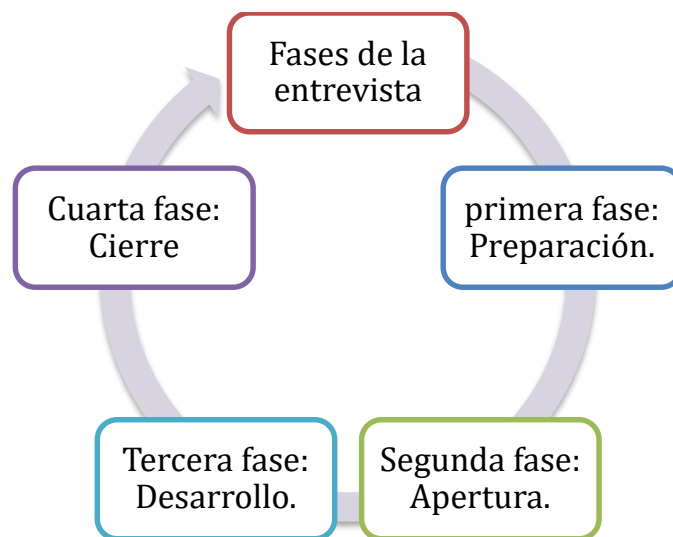 Fases de la
entrevista
primera fase:
Preparación.
Segunda fase:
Apertura.
Tercera fase:
Desarrollo.
Cuarta fase:
Cierre